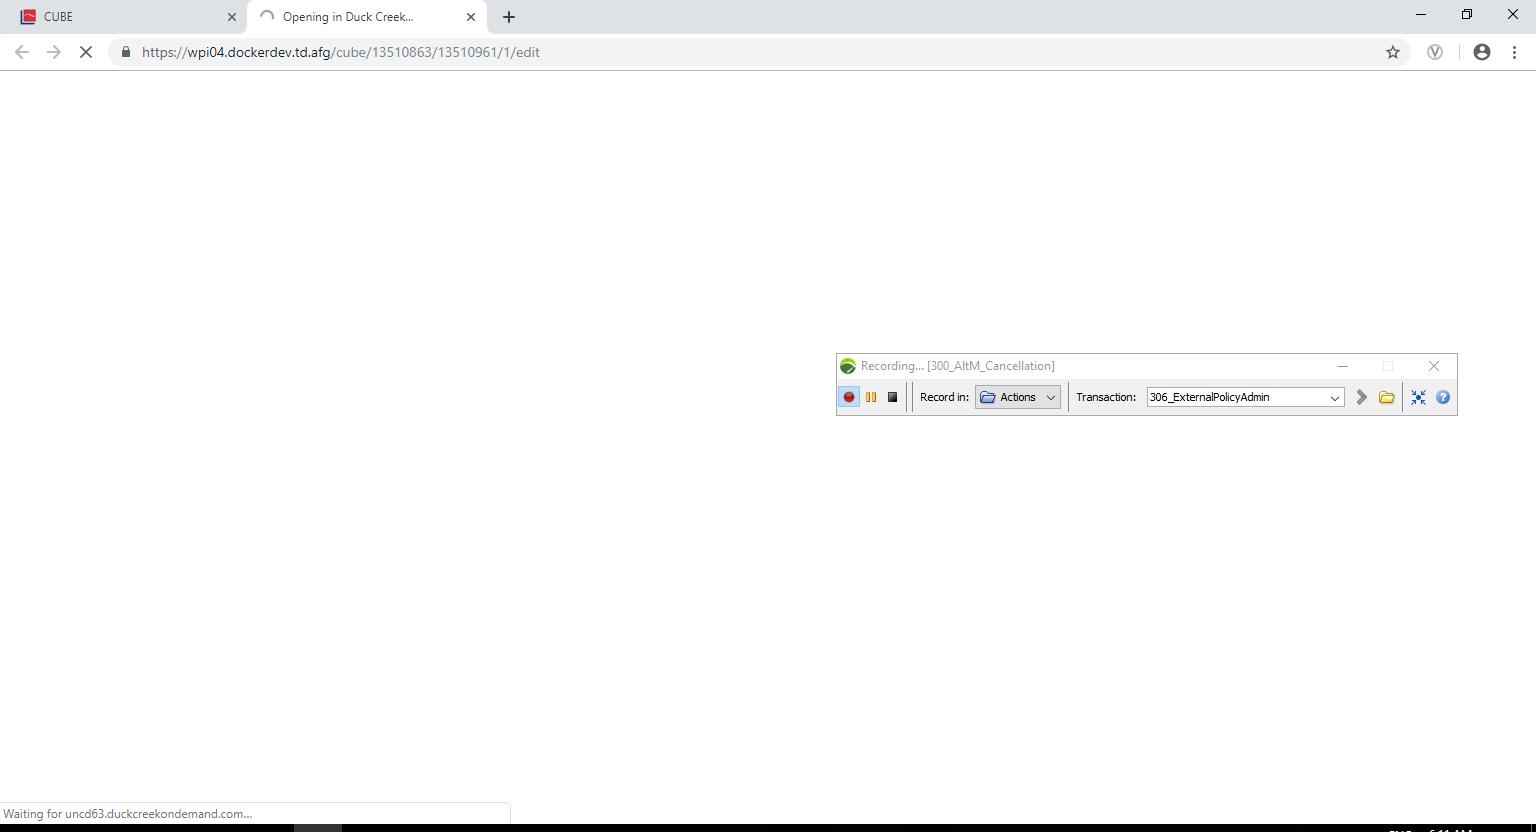 CUBE
Opening in Duck Creek...
https://wpi04.dockerdev.td.afg/cube/13510863/13510961/1/edit
Recording... [300_AltM_Cancellation]
Record in: Actions Transaction: 306_ExternalPolicyAdmin
Waiting for uncd63.duckcreekondemand.com...